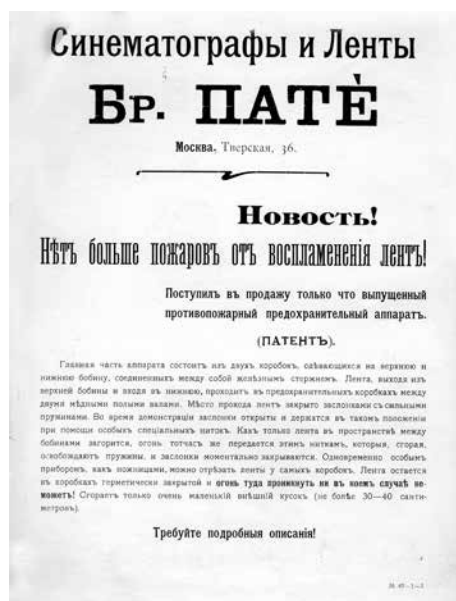 Синематографы и Ленты
Бр. ПАТÈ
Москва, Тверская, 36.
Новость!
Нѣтъ больше пожаровъ отъ воспламененія лентъ!
Поступилъ въ продажу только что выпущенный
противопожарный предохранительный аппаратъ.
(ПАТЕНТЪ).
Главная часть аппарата состоитъ изъ двухъ коробокъ, одѣвающихся на верхнюю и
нижнюю бобину, соединенныхъ между собой желѣзнымъ стержнемъ. Лента, выходя изъ
верхней бобины и входя въ нижнюю, проходитъ въ предохранительныхъ коробкахъ между
двумя мѣдными полыми валами. Мѣсто прохода лентъ закрыто заслонками съ сильными
пружинами. Во время демонстраціи заслонки открыты и держатся въ такомъ положеніи
при помощи особыхъ спеціальныхъ нитокъ. Какъ только лента въ пространствѣ между
бобинами загорится, огонь тотчасъ же передается этимъ ниткамъ, которыя, сгорая,
освобождаютъ пружины, и заслонки моментально закрываются. Одновременно особымъ
приборомъ, какъ ножницами, можно отрѣзать ленты у самыхъ коробокъ. Лента остается
въ коробкахъ герметически закрытой и огонь туда проникнуть ни въ коемъ случаѣ не-
можетъ! Сгораетъ только очень маленькій внѣшній кусокъ (не болѣе 30—40 санти-
метровъ).
Требуйте подробныя описанія!